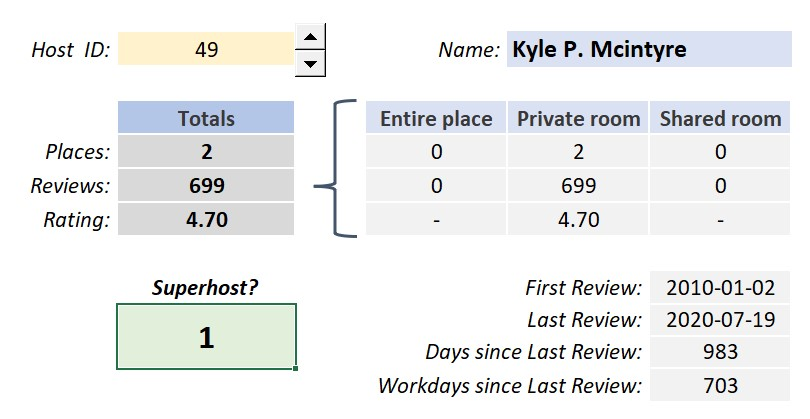 Host ID: 49 Name: Kyle P. Mcintyre
Totals Entire place Private room Shared room
Places: 2 0 2 0
Reviews: 699 0 699 0
Rating: 4.70 - 4.70 -
Superhost? First Review: 2010-01-02
1 Last Review: 2020-07-19
Days since Last Review: 983
Workdays since Last Review: 703